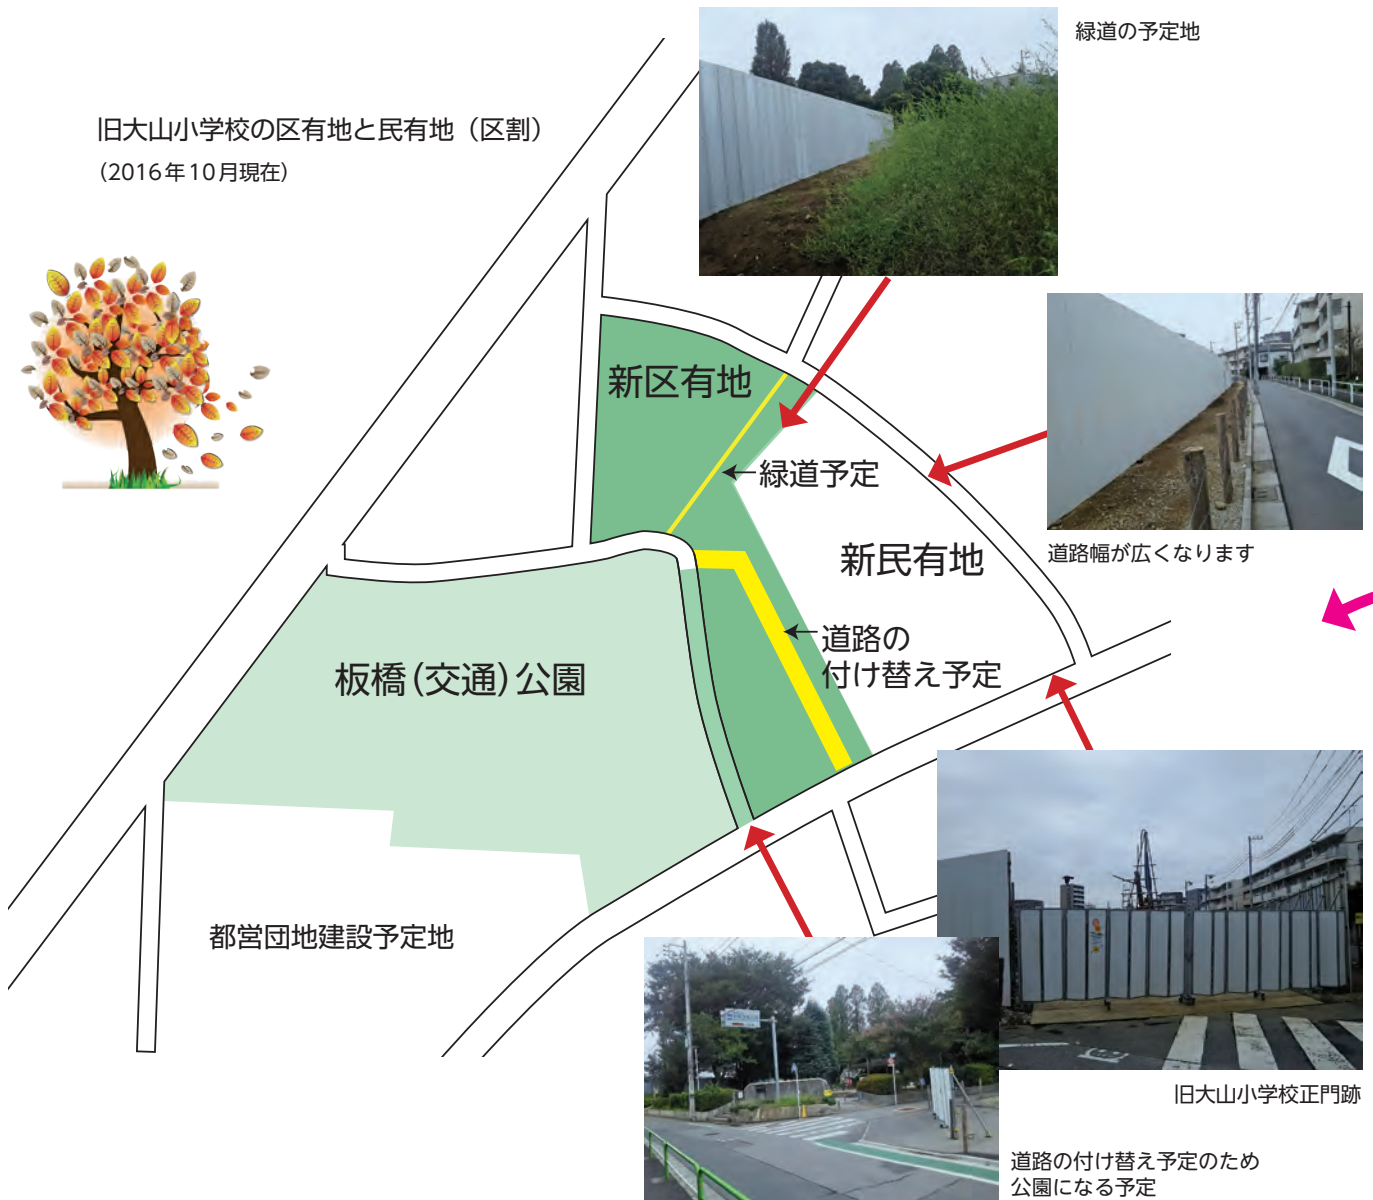 緑道の予定地
旧大山小学校の区有地と民有地（区割）
（2016年10月現在）
新区有地
緑道予定
道路幅が広くなります
新民有地
道路の
付け替え予定
板橋（交通）公園
都営団地建設予定地
旧大山小学校正門跡
道路の付け替え予定のため
公園になる予定